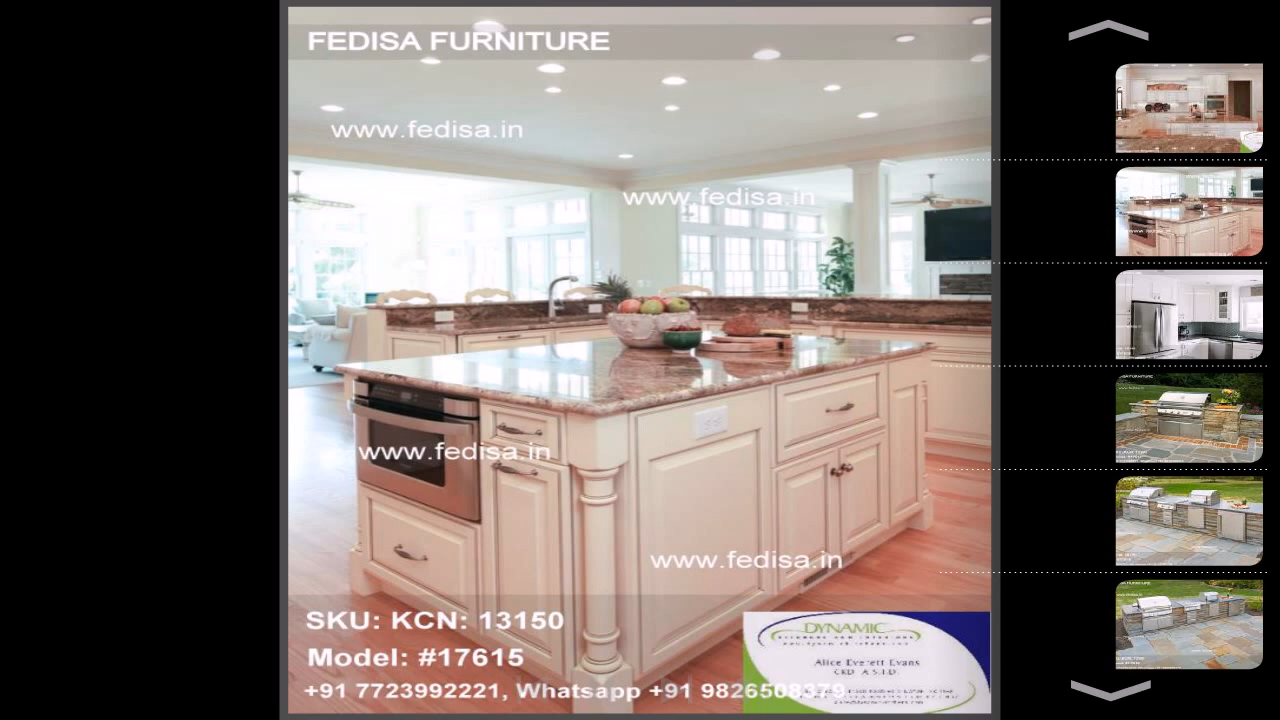 FEDISA FURNITURE
www.fedisa.in
www.fedisa.in
www.fedisa.in
www.fedisa.in
SKU: KCN: 13150
Model: #17615
+91 7723992221, Whatsapp +91 9826508379
DYNAMIC
Alice Everett Evans
CKD A.S.I.D.